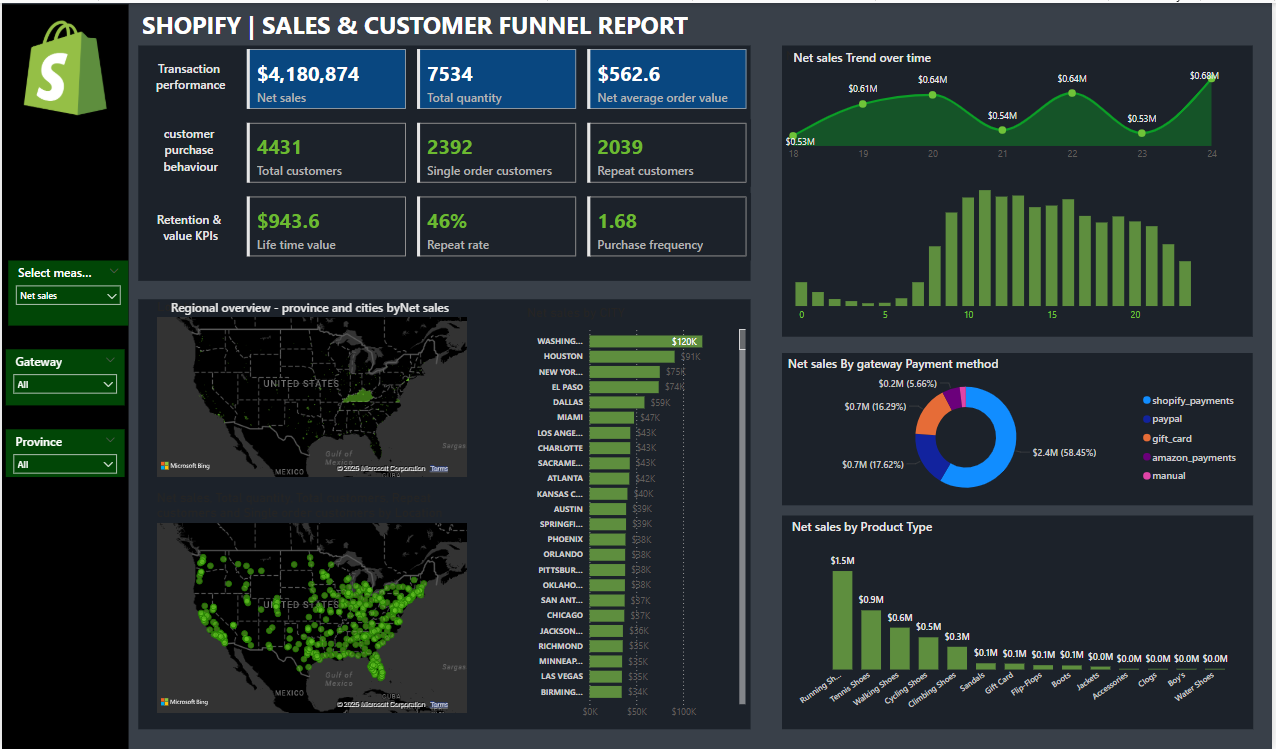 SHOPIFY | SALES & CUSTOMER FUNNEL REPORT
Transaction performance
$4,180,874
Net sales
7534
Total quantity
$562.6
Net average order value
customer purchase behaviour
4431
Total customers
2392
Single order customers
2039
Repeat customers
Retention & value KPIs
$943.6
Life time value
46%
Repeat rate
1.68
Purchase frequency
Select meas...
Net sales
Gateway
All
Province
All
Regional overview - province and cities byNet sales
UNITED STATES
Gulf of
Mexico
MEXICO
CUBA
Sargas
Microsoft Bing
© 2025 Microsoft Corporation Terms
UNITED STATES
Gulf of
Mexico
MEXICO
CUBA
Sargas
Microsoft Bing
© 2025 Microsoft Corporation Terms
WASHING... $120K
HOUSTON $91K
NEW YOR... $75K
EL PASO $74K
DALLAS $59K
MIAMI $47K
LOS ANGE... $43K
CHARLOTTE $43K
SACRAME... $43K
ATLANTA $42K
KANSAS C... $40K
AUSTIN $39K
SPRINGFI... $39K
PHOENIX $38K
ORLANDO $38K
PITTSBUR... $38K
OKLAHO... $38K
SAN ANT... $37K
CHICAGO $37K
JACKSON... $36K
RICHMOND $35K
MINNEAP... $35K
LAS VEGAS $35K
BIRMING... $34K
$0K $50K $100K
Net sales Trend over time
$0.53M $0.61M $0.64M $0.54M $0.64M $0.53M $0.68M
18 19 20 21 22 23 24
0 5 10 15 20
Net sales By gateway Payment method
$0.2M (5.66%)
$0.7M (16.29%)
$0.7M (17.62%)
$2.4M (58.45%)
shopify_payments
paypal
gift_card
amazon_payments
manual
Net sales by Product Type
$1.5M $0.9M $0.6M $0.5M $0.3M $0.1M $0.1M $0.1M $0.1M $0.0M $0.0M $0.0M $0.0M $0.0M
Running Sh... Tennis Shoes Walking Shoes Cycling Shoes Climbing Shoes Sandals Gift Card Flip-Flops Boots Jackets Accessories Clogs Boy's Water Shoes